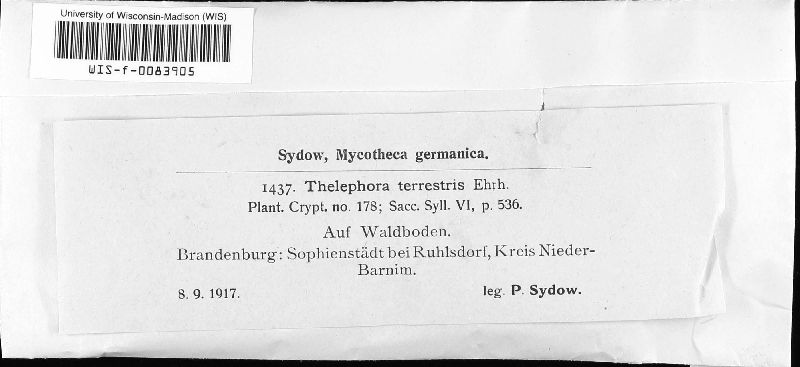 University of Wisconsin-Madison (WIS)
WIS-f-0083905
Sydow, Mycotheca germanica.
1437. Thelephora terrestris Ehrh.
Plant. Crypt. no. 178; Sacc. Syll. VI, p. 536.
Auf Waldboden.
Brandenburg: Sophienstädt bei Ruhlsdorf, Kreis Nieder-
Barnim.
8. 9. 1917. leg. P. Sydow.